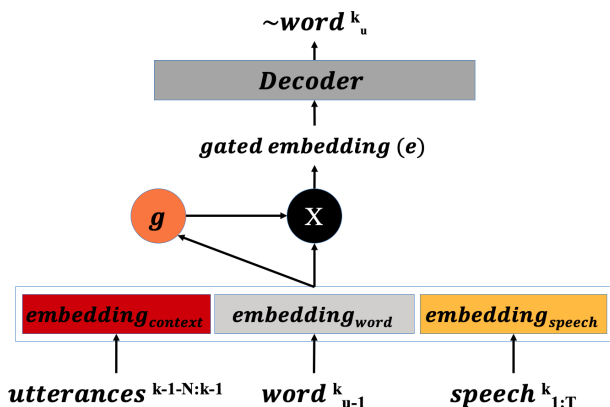 ~word k u
Decoder
gated embedding (e)
g X
embedding context embedding word embedding speech
utterances k-1-N:k-1 word k u-1 speech k 1:T